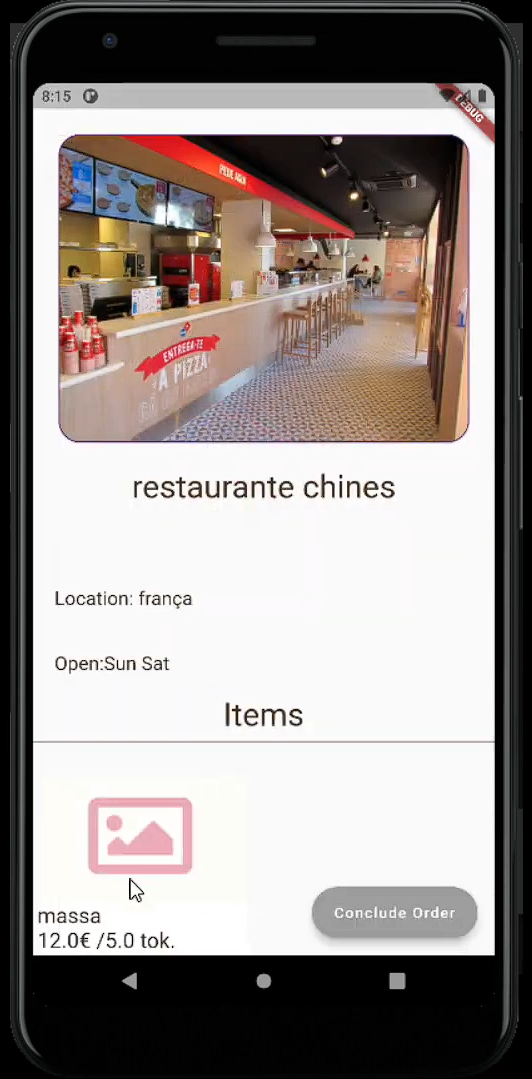 8:15
DEBUG
PEDE AQUI
ENTREGA-TE
À PIZZA
restaurante chines
Location: frança
Open:Sun Sat
Items
massa
12.0€ /5.0 tok.
Conclude Order